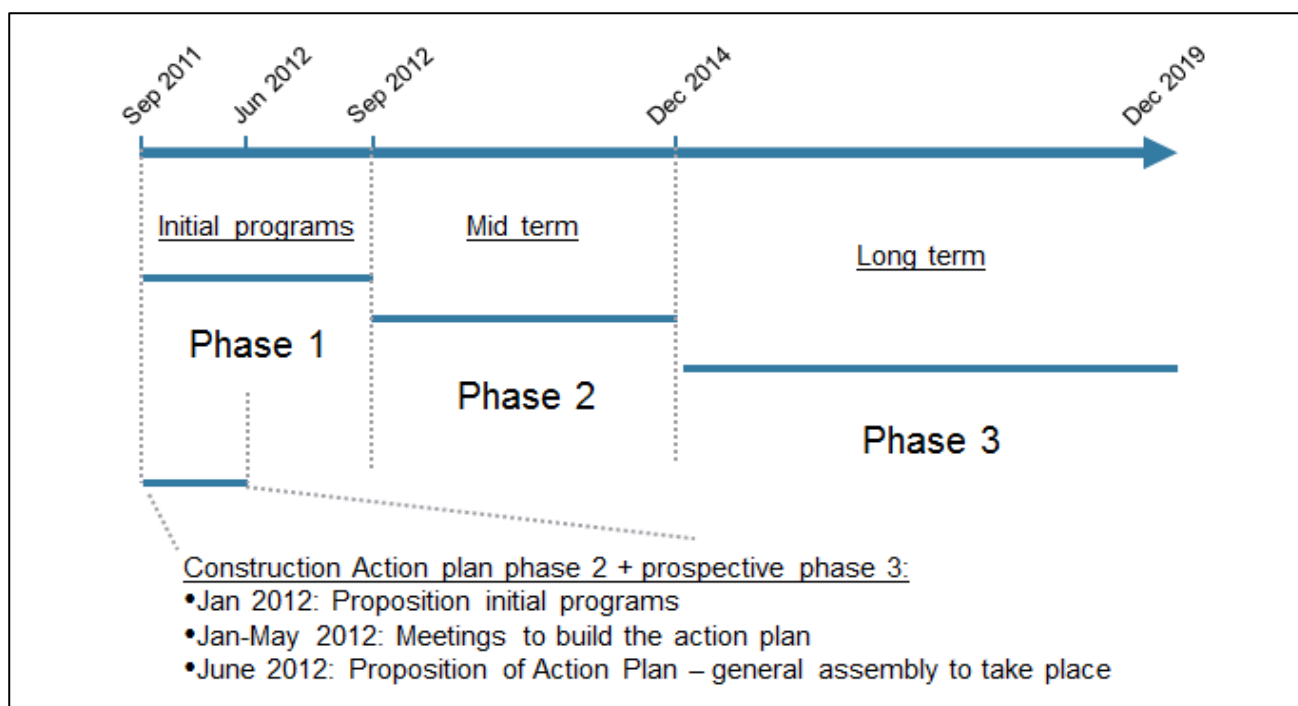 Sep 2011
Jun 2012
Sep 2012
Dec 2014
Dec 2019
Initial programs
Mid term
Long term
Phase 1
Phase 2
Phase 3
Construction Action plan phase 2 + prospective phase 3:
•Jan 2012: Proposition initial programs
•Jan-May 2012: Meetings to build the action plan
•June 2012: Proposition of Action Plan – general assembly to take place